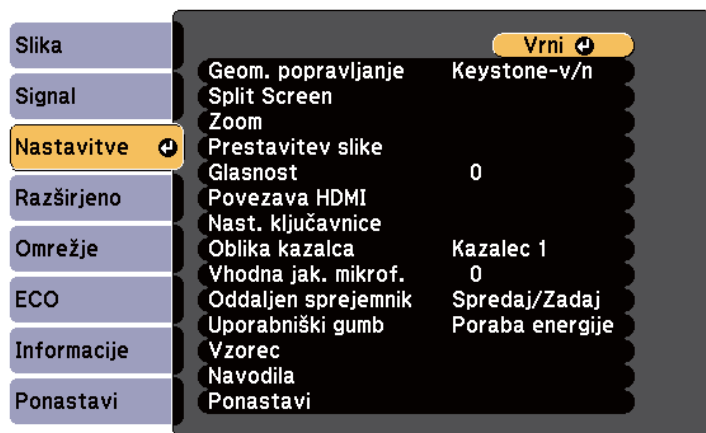 Slika
Signal
Nastavitve
Razširjeno
Omrežje
ECO
Informacije
Ponastavi
Vrni
Geom. popravljanje Keystone-v/n
Split Screen
Zoom
Prestavitev slike
Glasnost 0
Povezava HDMI
Nast. ključavnice
Oblika kazalca Kazalec 1
Vhodna jak. mikrof. 0
Oddaljen sprejemnik Spredaj/Zadaj
Uporabniški gumb Poraba energije
Vzorec
Navodila
Ponastavi